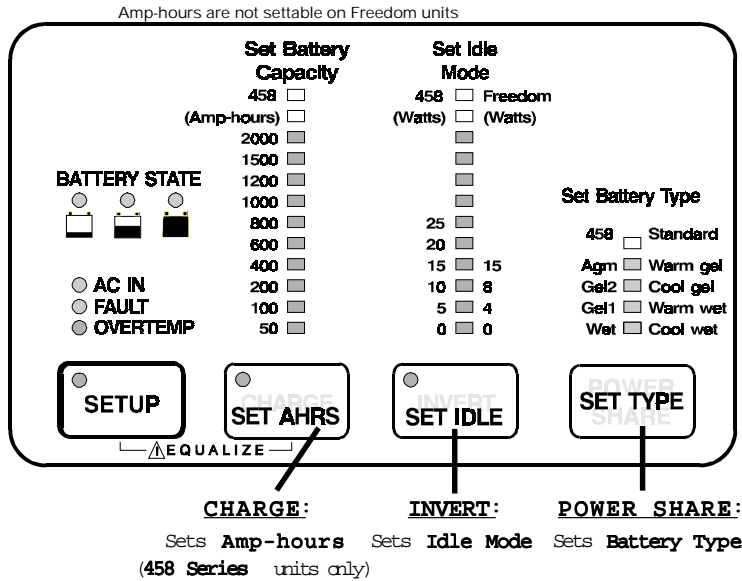 Amp-hours are not settable on Freedom units
Set Battery Capacity
Set Idle Mode
458
(Amp-hours)
2000
1500
1200
1000
800
600
400
200
100
50
458 Freedom
(Watts) (Watts)
25
20
15 15
10 8
5 4
0 0
BATTERY STATE
AC IN
FAULT
OVERTEMP
Set Battery Type
458 Standard
Agm Warm gel
Gel2 Cool gel
Gel1 Warm wet
Wet Cool wet
SETUP
CHARGE
SET AHRS
INVERT
SET IDLE
POWER
SET TYPE
SHARE
EQUALIZE
CHARGE:
Sets Amp-hours
(458 Series units only)
INVERT:
Sets Idle Mode
POWER SHARE:
Sets Battery Type